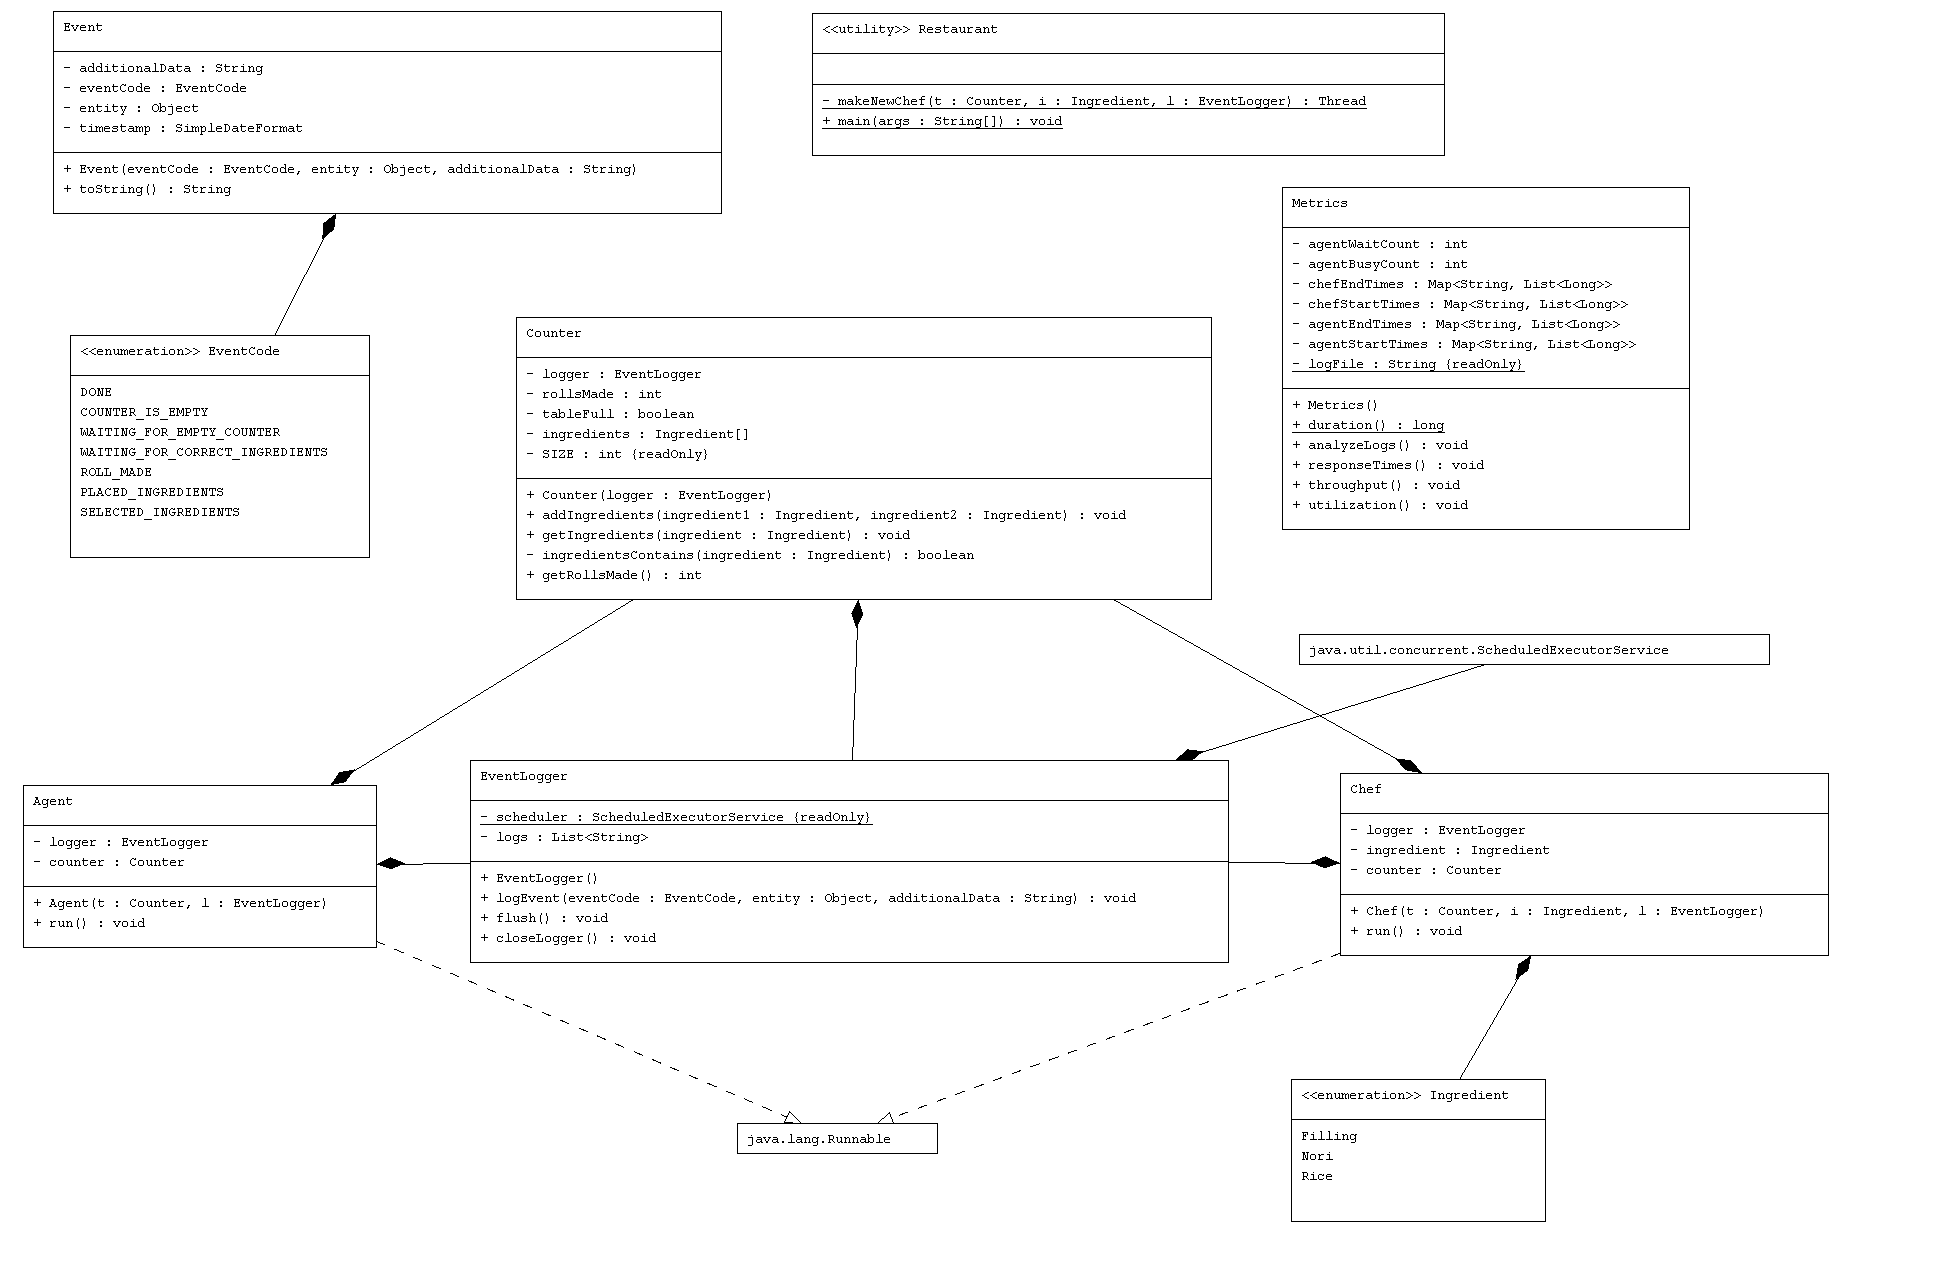 Event
- additionalData : String
- eventCode : EventCode
- entity : Object
- timestamp : SimpleDateFormat
+ Event(eventCode : EventCode, entity : Object, additionalData : String)
+ toString() : String
<<utility>> Restaurant
- makeNewChef(t : Counter, i : Ingredient, l : EventLogger) : Thread
+ main(args : String[]) : void
Metrics
- agentWaitCount : int
- agentBusyCount : int
- chefEndTimes : Map<String, List<Long>>
- chefStartTimes : Map<String, List<Long>>
- agentEndTimes : Map<String, List<Long>>
- agentStartTimes : Map<String, List<Long>>
- logFile : String {readOnly}
+ Metrics()
+ duration() : long
+ analyzeLogs() : void
+ responseTimes() : void
+ throughput() : void
+ utilization() : void
<<enumeration>> EventCode
DONE
COUNTER_IS_EMPTY
WAITING_FOR_EMPTY_COUNTER
WAITING_FOR_CORRECT_INGREDIENTS
ROLL_MADE
PLACED_INGREDIENTS
SELECTED_INGREDIENTS
Counter
- logger : EventLogger
- rollsMade : int
- tableFull : boolean
- ingredients : Ingredient[]
- SIZE : int {readOnly}
+ Counter(logger : EventLogger)
+ addIngredients(ingredient1 : Ingredient, ingredient2 : Ingredient) : void
+ getIngredients(ingredient : Ingredient) : void
- ingredientsContains(ingredient : Ingredient) : boolean
+ getRollsMade() : int
java.util.concurrent.ScheduledExecutorService
Agent
- logger : EventLogger
- counter : Counter
+ Agent(t : Counter, l : EventLogger)
+ run() : void
EventLogger
- scheduler : ScheduledExecutorService {readOnly}
- logs : List<String>
+ EventLogger()
+ logEvent(eventCode : EventCode, entity : Object, additionalData : String) : void
+ flush() : void
+ closeLogger() : void
Chef
- logger : EventLogger
- ingredient : Ingredient
- counter : Counter
+ Chef(t : Counter, i : Ingredient, l : EventLogger)
+ run() : void
java.lang.Runnable
<<enumeration>> Ingredient
Filling
Nori
Rice